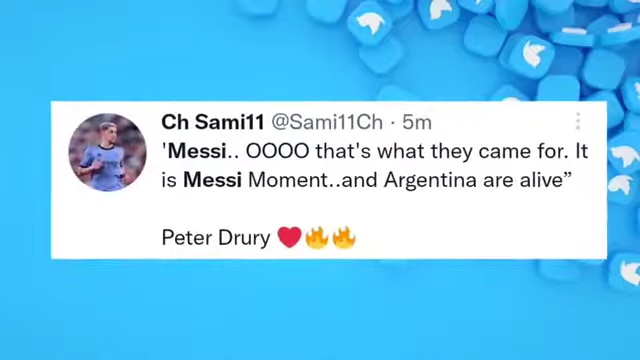 Ch Sami11 @Sami11Ch · 5m
'Messi.. OOOO that's what they came for. It
is Messi Moment..and Argentina are alive”
Peter Drury ❤️🔥🔥